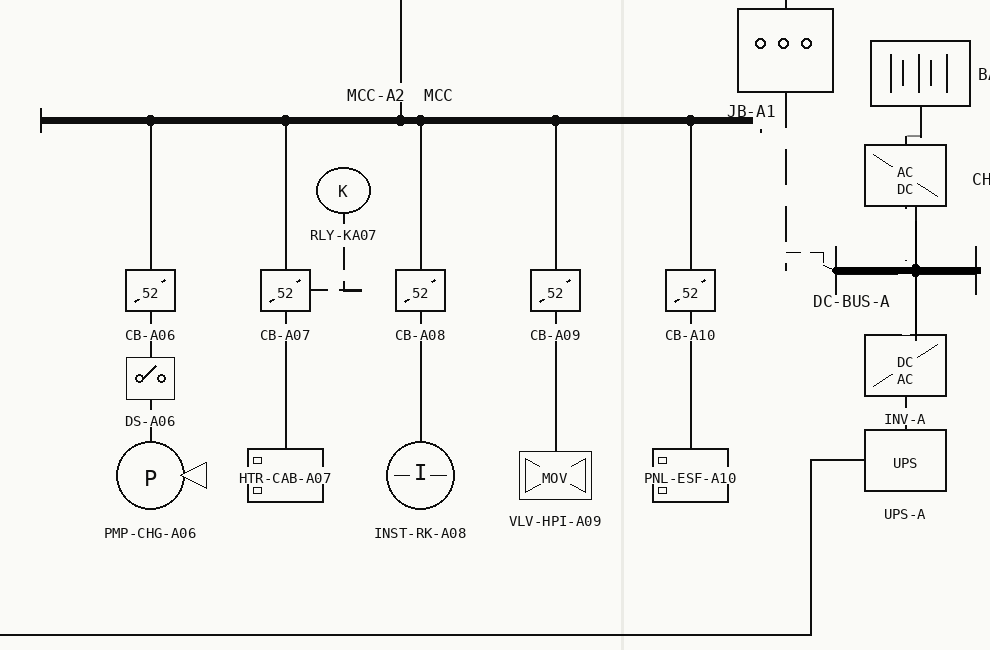 MCC-A2 MCC
JB-A1
BA
K
AC
DC
CH
RLY-KA07
52
52
52
52
52
DC-BUS-A
CB-A06
CB-A07
CB-A08
CB-A09
CB-A10
DC
AC
DS-A06
INV-A
P
HTR-CAB-A07
I
MOV
PNL-ESF-A10
UPS
PMP-CHG-A06
INST-RK-A08
VLV-HPI-A09
UPS-A